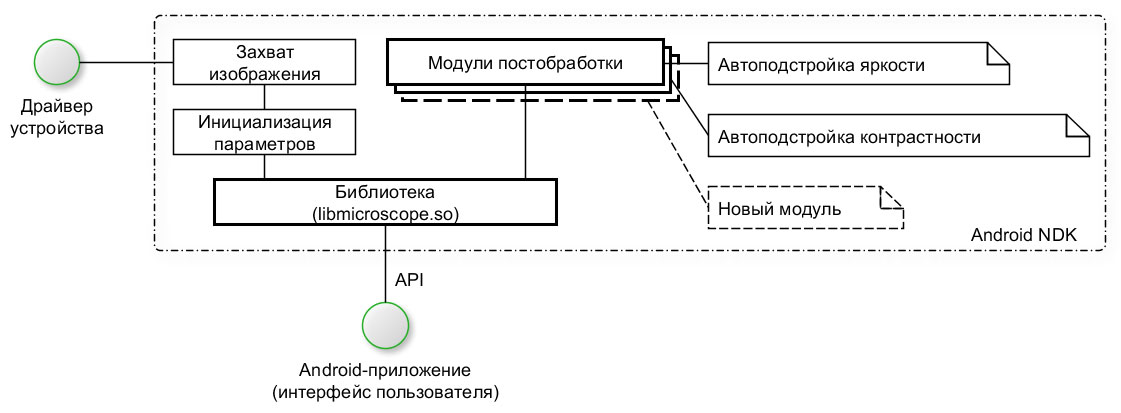 Захват
изображения
Драйвер
устройства
Инициализация
параметров
Библиотека
(libmicroscope.so)
Модули постобработки
Автоподстройка яркости
Автоподстройка контрастности
Новый модуль
Android NDK
API
Android-приложение
(интерфейс пользователя)